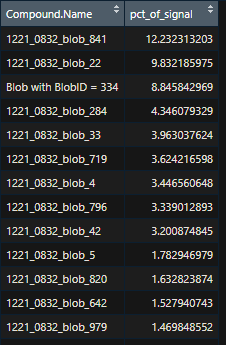 Compound.Name pct_of_signal
1221_0832_blob_841 12.232313203
1221_0832_blob_22 9.832185975
Blob with BlobID = 334 8.845842969
1221_0832_blob_284 4.346079329
1221_0832_blob_33 3.963037624
1221_0832_blob_719 3.624216598
1221_0832_blob_4 3.446560648
1221_0832_blob_796 3.339012893
1221_0832_blob_42 3.200874845
1221_0832_blob_5 1.782946979
1221_0832_blob_820 1.632823874
1221_0832_blob_642 1.527940743
1221_0832_blob_979 1.469848552